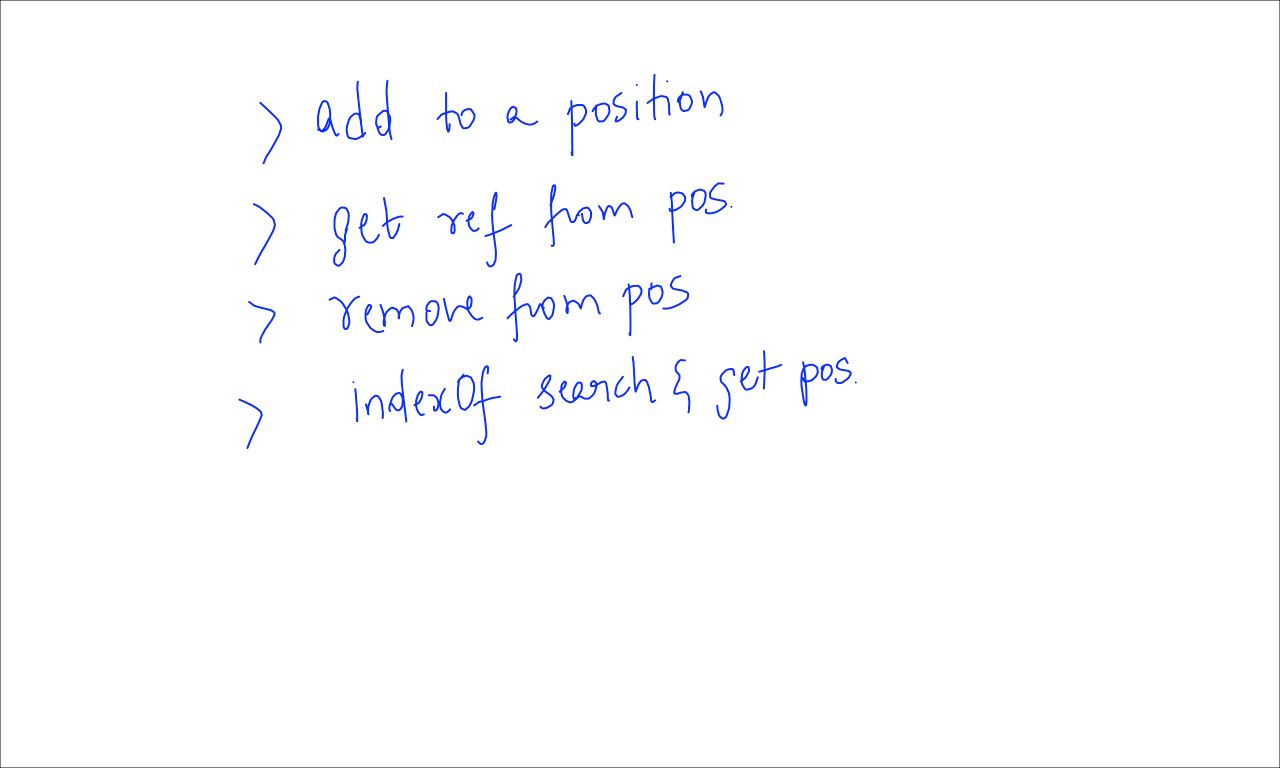 > add to a position
> get ref from pos.
> remove from pos
> indexOf search & get pos.